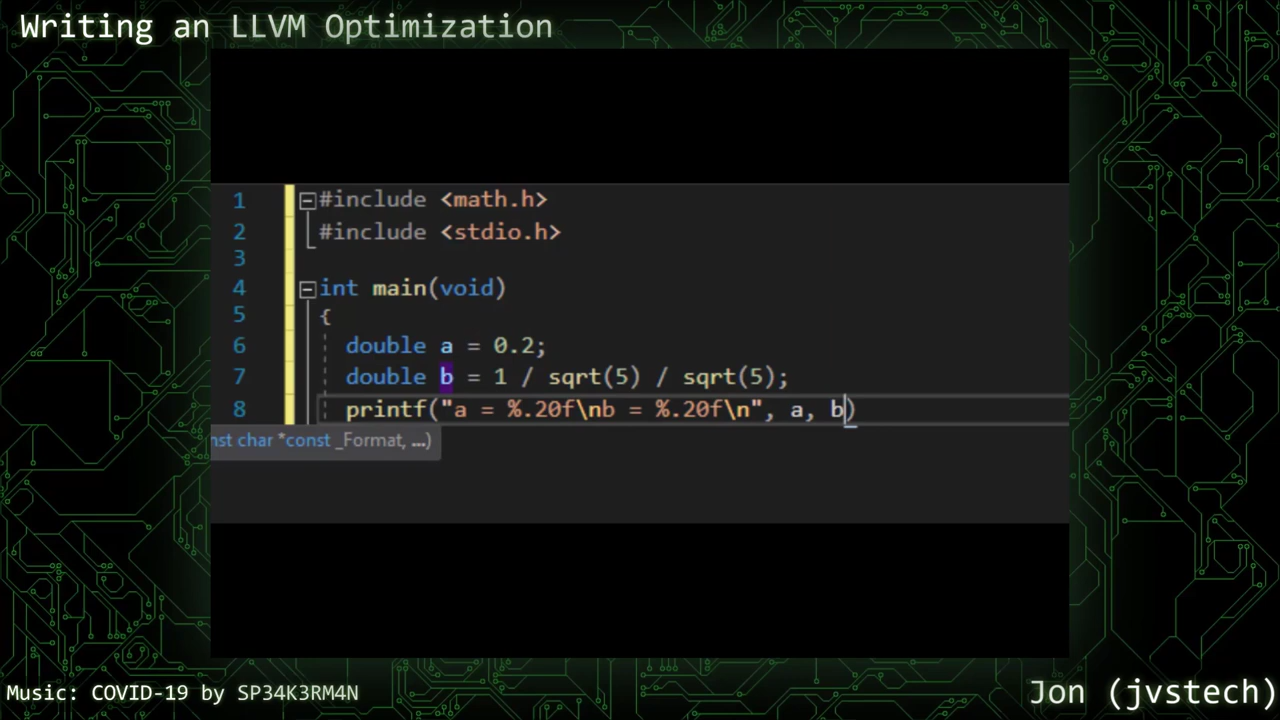 Writing an LLVM Optimization
1 #include <math.h>
2 #include <stdio.h>
3
4 int main(void)
5 {
6 double a = 0.2;
7 double b = 1 / sqrt(5) / sqrt(5);
8 printf("a = %.20f\nb = %.20f\n", a, b)
char *const _Format, ...)
Music: COVID-19 by SP34K3RM4N
Jon (jvstech)